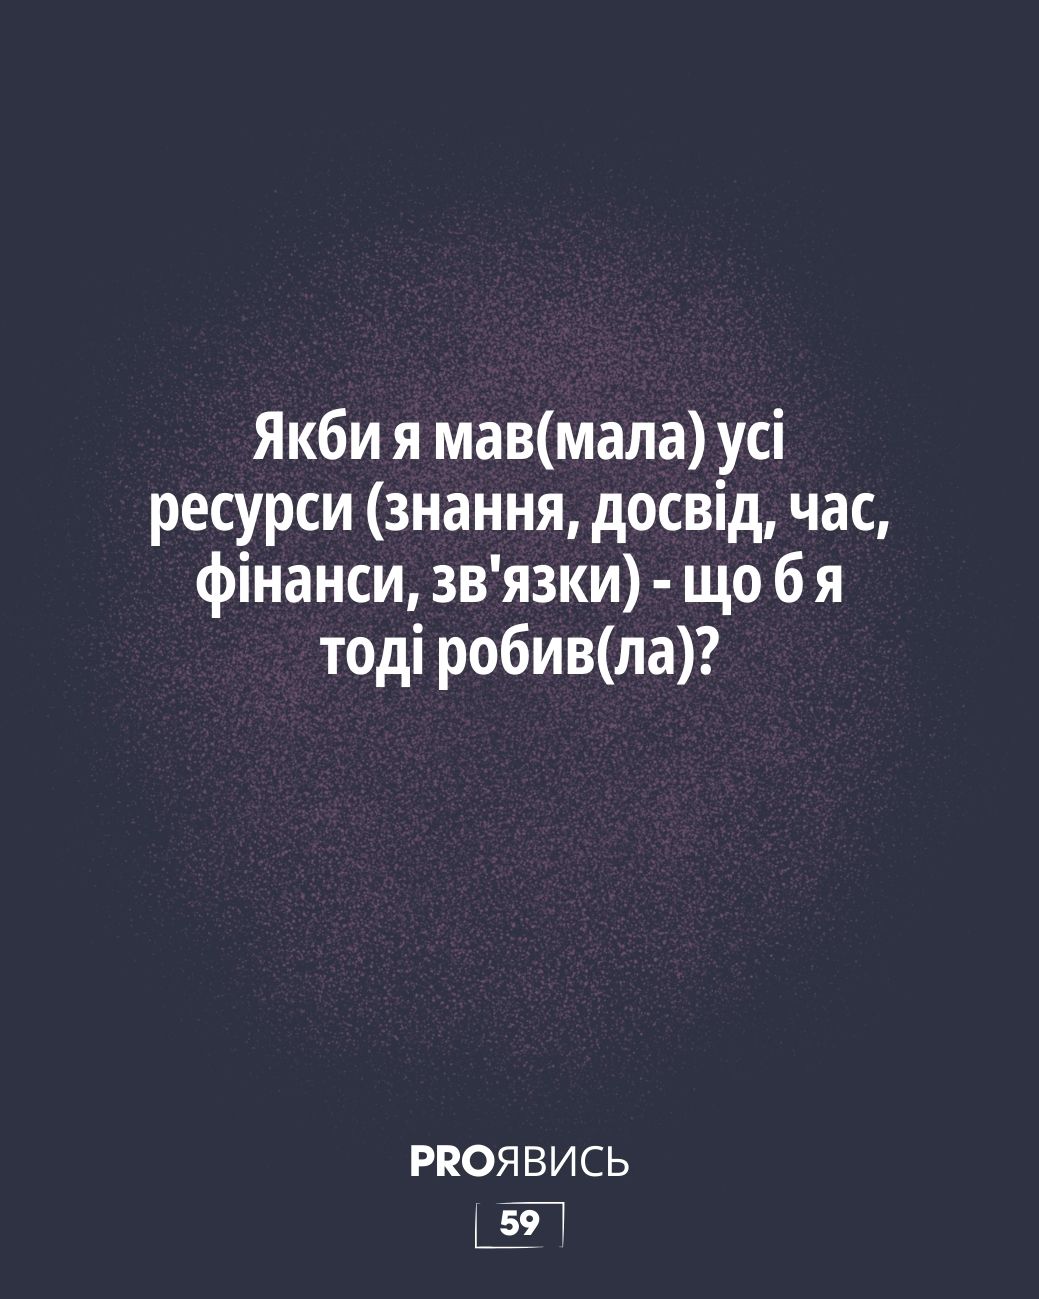 Якби я мав(мала) усі
ресурси (знання, досвід, час,
фінанси, зв'язки) - що б я
тоді робив(ла)?
PROЯВИСЬ
59